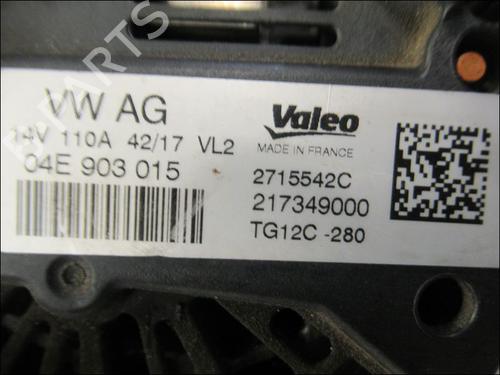 VW AG
14V 110A 42/17 VL2
04E 903 015
Valeo
MADE IN FRANCE
2715542C
217349000
TG12C -280